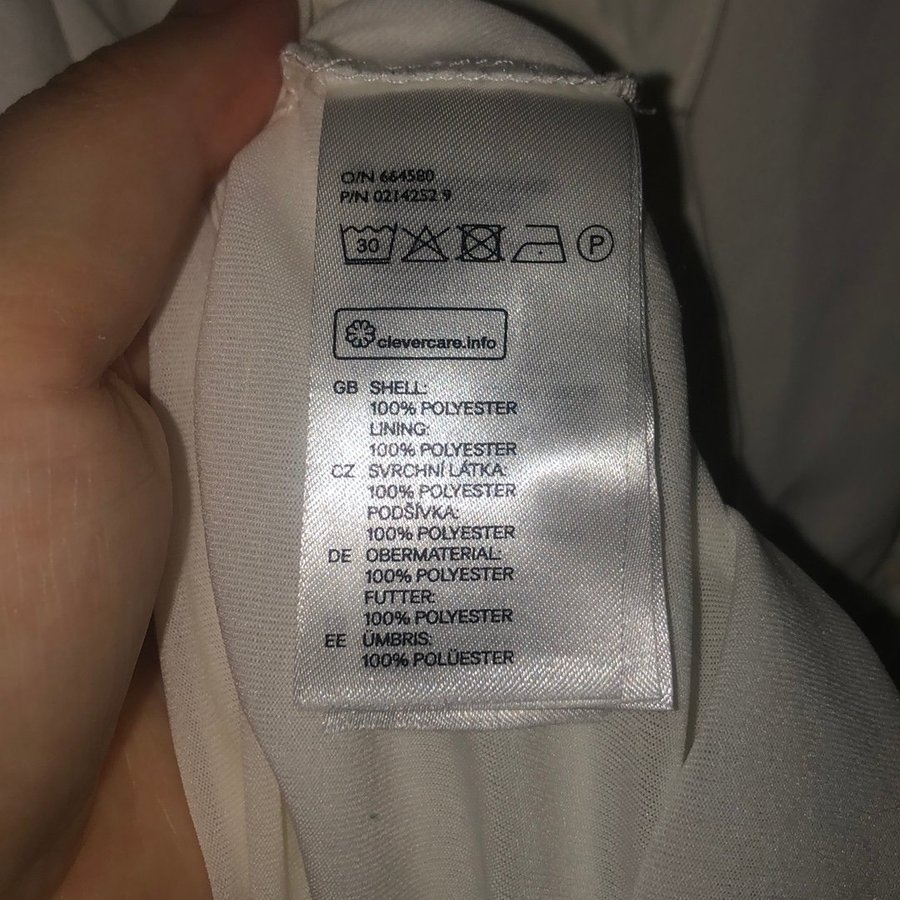 O/N 664580
P/N 0214252 9
30 P
clevercare.info
GB SHELL:
100% POLYESTER
LINING:
100% POLYESTER
CZ SVRCHNÍ LÁTKA:
100% POLYESTER
PODŠÍVKA:
100% POLYESTER
DE OBERMATERIAL:
100% POLYESTER
FUTTER:
100% POLYESTER
EE ÜMBRIS:
100% POLÜESTER